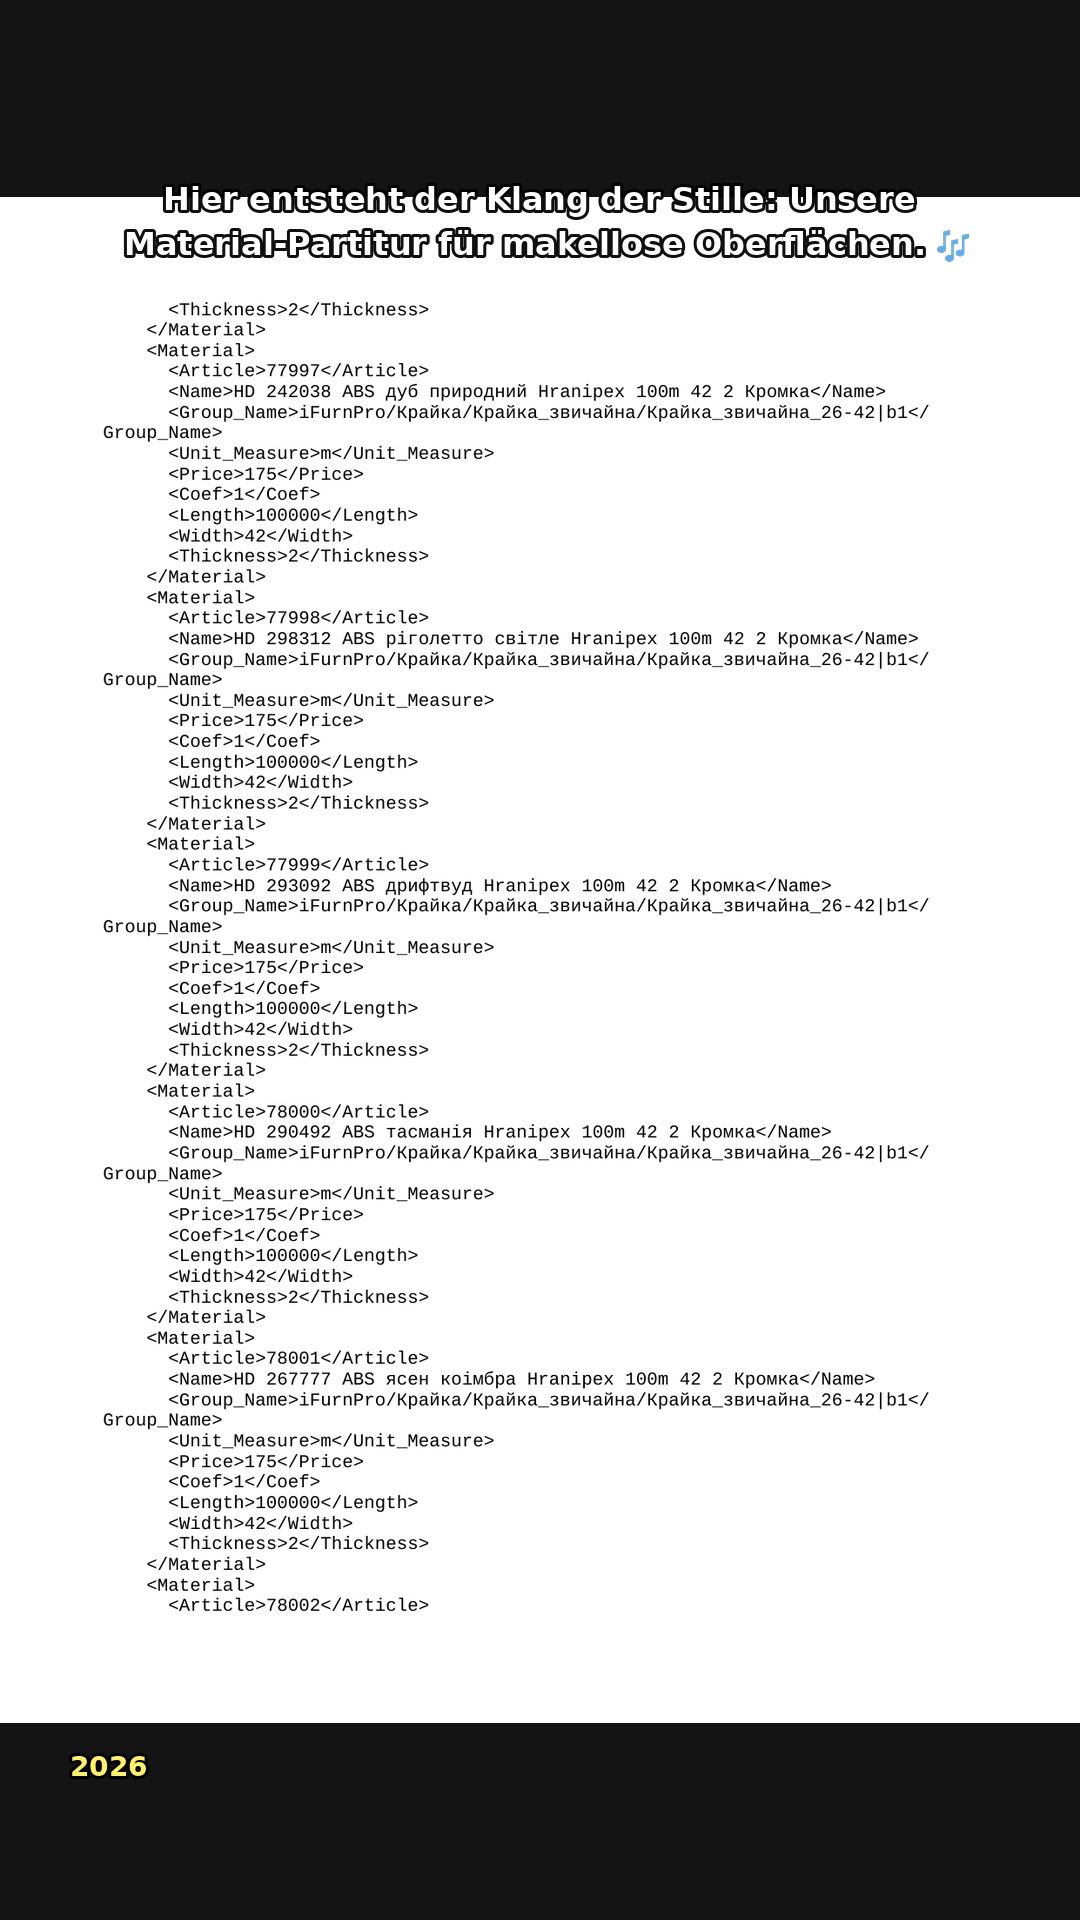 Hier entsteht der Klang der Stille: Unsere
Material-Partitur für makellose Oberflächen. 🎶
<Thickness>2</Thickness>
</Material>
<Material>
<Article>77997</Article>
<Name>HD 242038 ABS дуб природний Hranipex 100m 42 2 Кромка</Name>
<Group_Name>iFurnPro/Крайка/Крайка_звичайна/Крайка_звичайна_26-42|b1</
Group_Name>
<Unit_Measure>m</Unit_Measure>
<Price>175</Price>
<Coef>1</Coef>
<Length>100000</Length>
<Width>42</Width>
<Thickness>2</Thickness>
</Material>
<Material>
<Article>77998</Article>
<Name>HD 298312 ABS ріголетто світле Hranipex 100m 42 2 Кромка</Name>
<Group_Name>iFurnPro/Крайка/Крайка_звичайна/Крайка_звичайна_26-42|b1</
Group_Name>
<Unit_Measure>m</Unit_Measure>
<Price>175</Price>
<Coef>1</Coef>
<Length>100000</Length>
<Width>42</Width>
<Thickness>2</Thickness>
</Material>
<Material>
<Article>77999</Article>
<Name>HD 293092 ABS дрифтвуд Hranipex 100m 42 2 Кромка</Name>
<Group_Name>iFurnPro/Крайка/Крайка_звичайна/Крайка_звичайна_26-42|b1</
Group_Name>
<Unit_Measure>m</Unit_Measure>
<Price>175</Price>
<Coef>1</Coef>
<Length>100000</Length>
<Width>42</Width>
<Thickness>2</Thickness>
</Material>
<Material>
<Article>78000</Article>
<Name>HD 290492 ABS тасманія Hranipex 100m 42 2 Кромка</Name>
<Group_Name>iFurnPro/Крайка/Крайка_звичайна/Крайка_звичайна_26-42|b1</
Group_Name>
<Unit_Measure>m</Unit_Measure>
<Price>175</Price>
<Coef>1</Coef>
<Length>100000</Length>
<Width>42</Width>
<Thickness>2</Thickness>
</Material>
<Material>
<Article>78001</Article>
<Name>HD 267777 ABS ясен коімбра Hranipex 100m 42 2 Кромка</Name>
<Group_Name>iFurnPro/Крайка/Крайка_звичайна/Крайка_звичайна_26-42|b1</
Group_Name>
<Unit_Measure>m</Unit_Measure>
<Price>175</Price>
<Coef>1</Coef>
<Length>100000</Length>
<Width>42</Width>
<Thickness>2</Thickness>
</Material>
<Material>
<Article>78002</Article>
2026